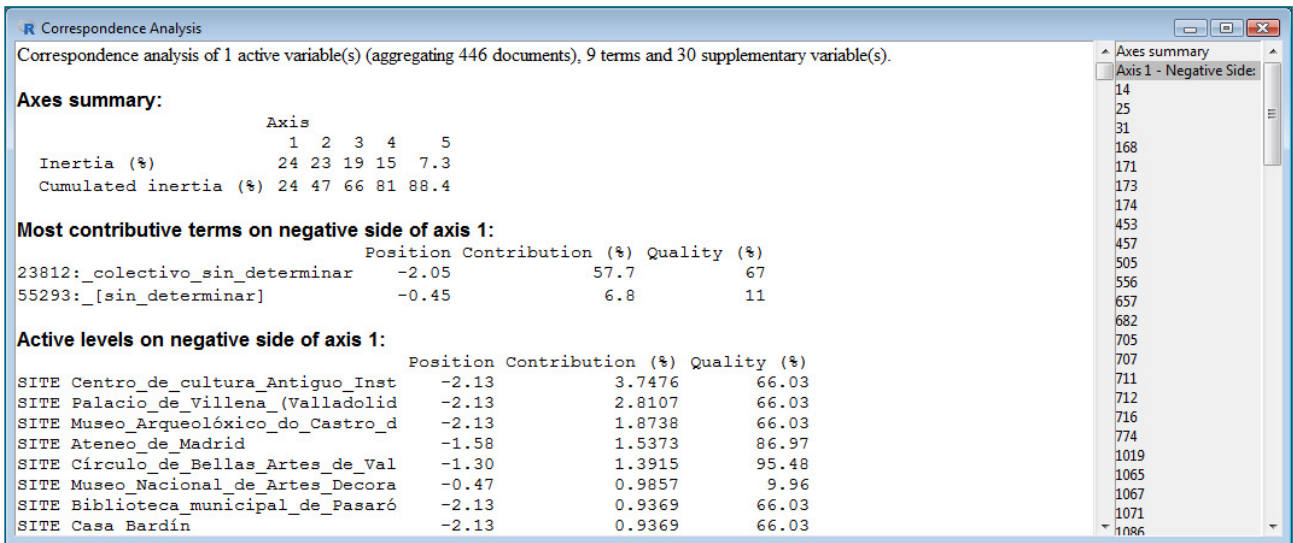 Correspondence Analysis
Correspondence analysis of 1 active variable(s) (aggregating 446 documents), 9 terms and 30 supplementary variable(s).
Axes summary:
Axis
1 2 3 4 5
Inertia (%) 24 23 19 15 7.3
Cumulated inertia (%) 24 47 66 81 88.4
Most contributive terms on negative side of axis 1:
Position Contribution (%) Quality (%)
23812:_colectivo_sin_determinar -2.05 57.7 67
55293:_[sin_determinar] -0.45 6.8 11
Active levels on negative side of axis 1:
Position Contribution (%) Quality (%)
SITE Centro_de_cultura_Antiguo_Inst -2.13 3.7476 66.03
SITE Palacio_de_Villena_(Valladolid -2.13 2.8107 66.03
SITE Museo_Arqueolóxico_do_Castro_d -2.13 1.8738 66.03
SITE Ateneo_de_Madrid -1.58 1.5373 86.97
SITE Círculo_de_Bellas_Artes_de_Val -1.30 1.3915 95.48
SITE Museo_Nacional_de_Artes_Decora -0.47 0.9857 9.96
SITE Biblioteca_municipal_de_Pasaró -2.13 0.9369 66.03
SITE Casa Bardín -2.13 0.9369 66.03
Axes summary
Axis 1 - Negative Side:
14
25
31
168
171
173
174
453
457
505
556
657
682
705
707
711
712
716
774
1019
1065
1067
1071
1086